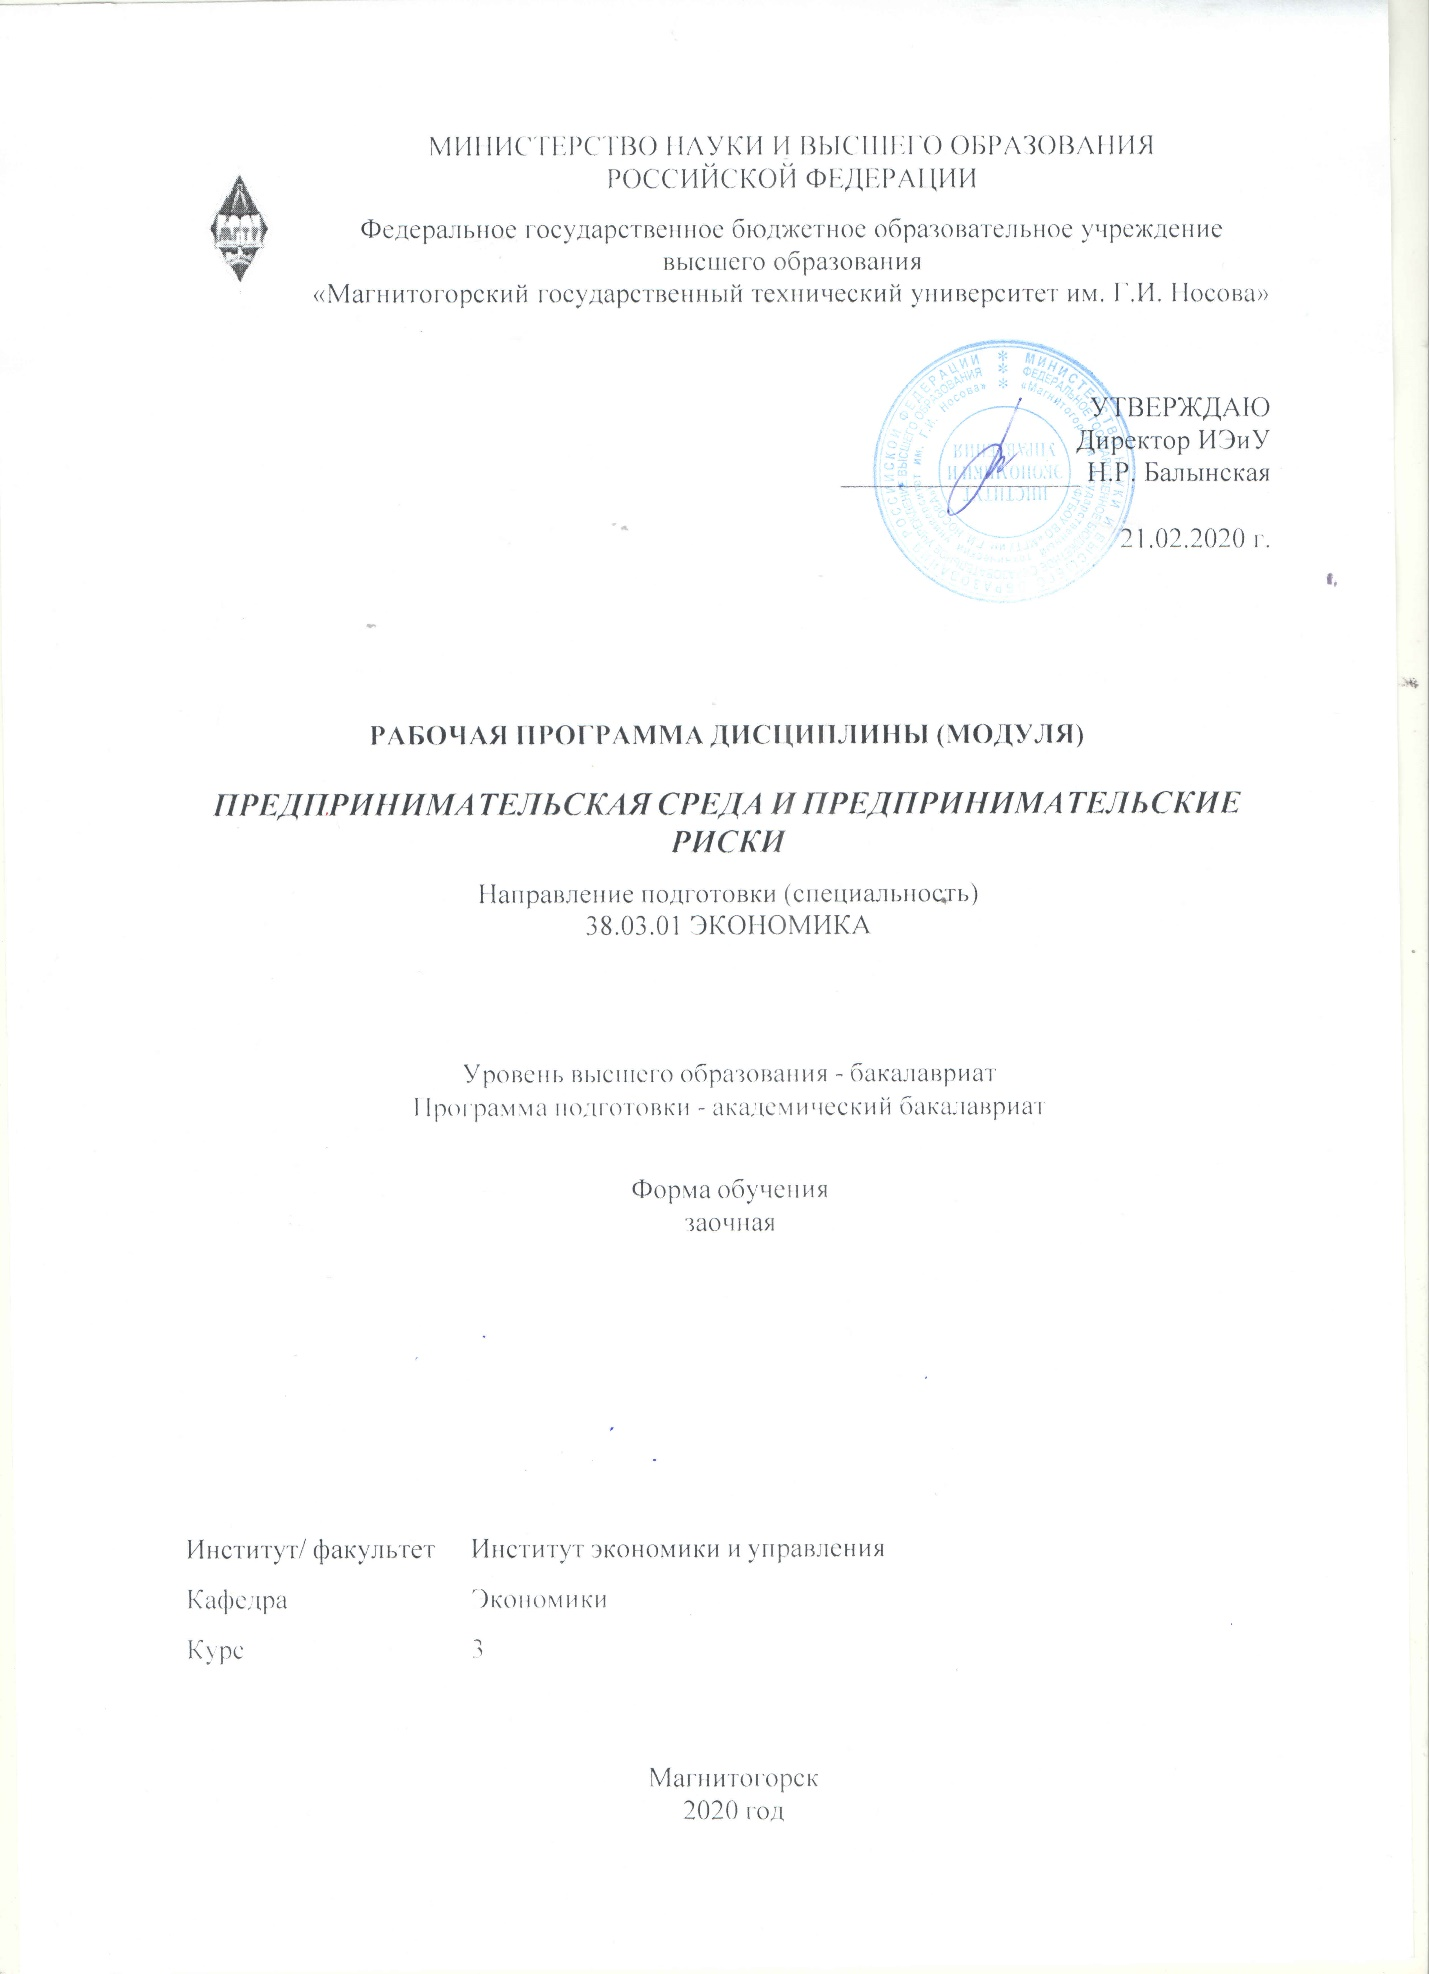 МИНИСТЕРСТВО НАУКИ И ВЫСШЕГО ОБРАЗОВАНИЯ
РОССИЙСКОЙ ФЕДЕРАЦИИ
Федеральное государственное бюджетное образовательное учреждение
высшего образования
«Магнитогорский государственный технический университет им. Г.И. Носова»
УТВЕРЖДАЮ
Директор ИЭиУ
Н.Р. Балынская
ИНСТИТУТ
ЭКОНОМИКИ И
УПРАВЛЕНИЯ
21.02.2020 г.
РАБОЧАЯ ПРОГРАММА ДИСЦИПЛИНЫ (МОДУЛЯ)
ПРЕДПРИНИМАТЕЛЬСКАЯ СРЕДА И ПРЕДПРИНИМАТЕЛЬСКИЕ
РИСКИ
Направление подготовки (специальность)
38.03.01 ЭКОНОМИКА
Уровень высшего образования - бакалавриат
Программа подготовки - академический бакалавриат
Форма обучения
заочная
Институт/ факультет Институт экономики и управления
Кафедра Экономики
Курс 3
Магнитогорск
2020 год